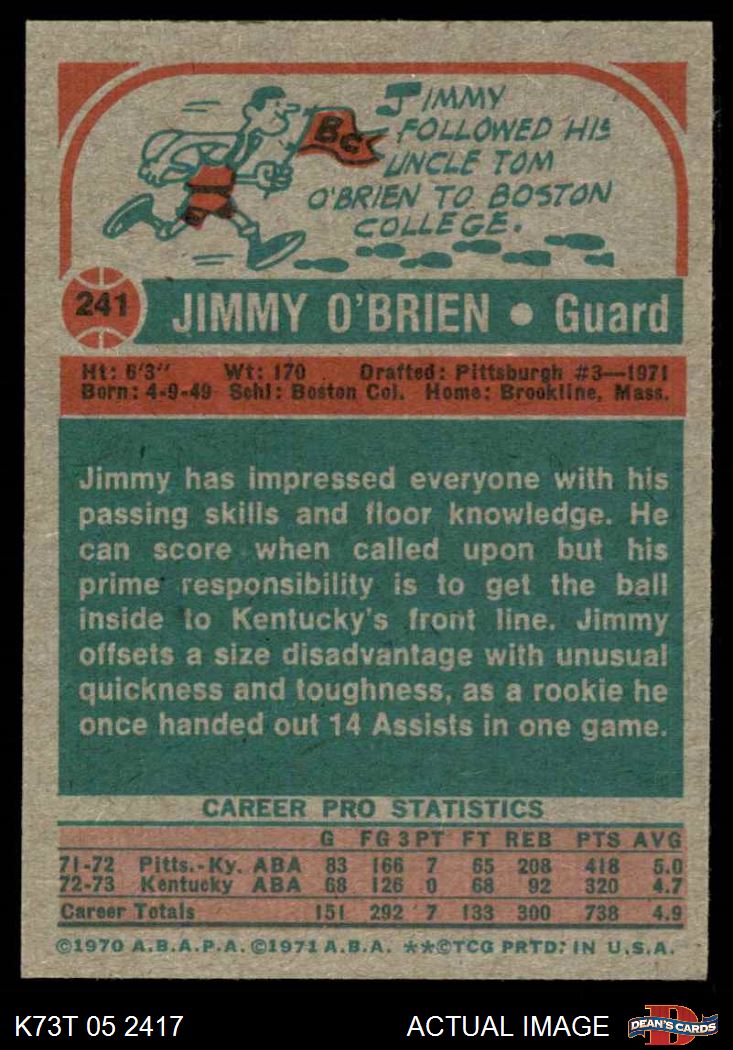 JIMMY
FOLLOWED HIS
UNCLE TOM
O'BRIEN TO BOSTON
COLLEGE.
BC
241
JIMMY O'BRIEN • Guard
Ht: 6'3" Wt: 170 Drafted: Pittsburgh #3—1971
Born: 4-9-49 Schl: Boston Col. Home: Brookline, Mass.
Jimmy has impressed everyone with his
passing skills and floor knowledge. He
can score when called upon but his
prime responsibility is to get the ball
inside to Kentucky's front line. Jimmy
offsets a size disadvantage with unusual
quickness and toughness, as a rookie he
once handed out 14 Assists in one game.
CAREER PRO STATISTICS
G FG 3PT FT REB PTS AVG
71-72 Pitts.-Ky. ABA 83 166 7 65 208 418 5.0
72-73 Kentucky ABA 68 126 0 68 92 320 4.7
Career Totals 151 292 7 133 300 738 4.9
©1970 A.B.A.P.A. ©1971 A.B.A. **©TCG PRTD. IN U.S.A.
K73T 05 2417 ACTUAL IMAGE
D
DEAN'S CARDS